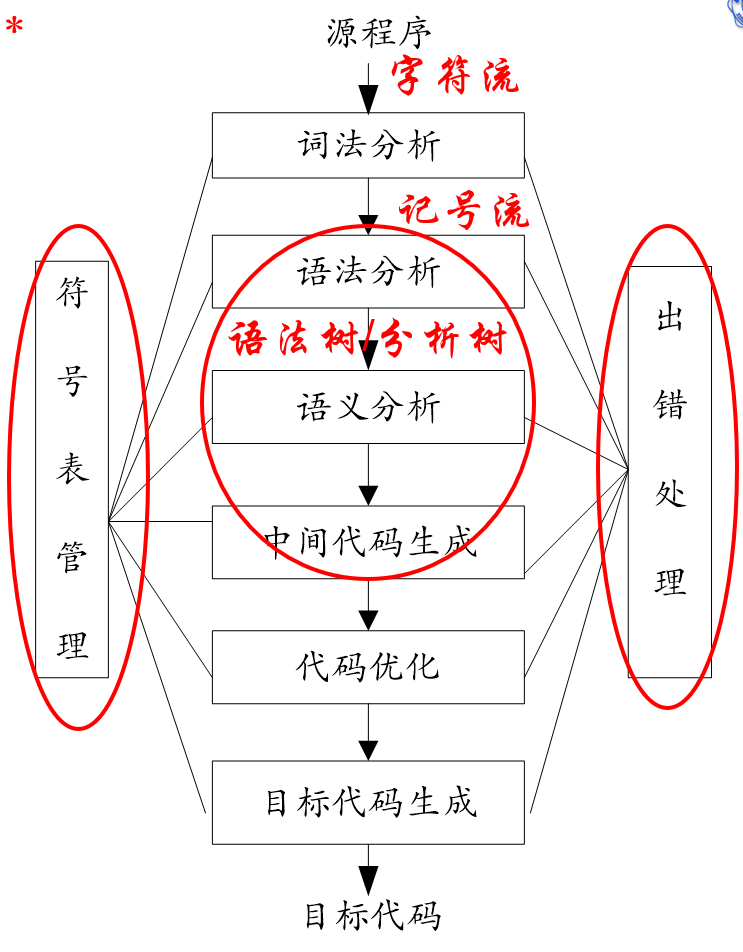 *
源程序
字符流
词法分析
记号流
语法分析
语法树/分析树
语义分析
中间代码生成
代码优化
目标代码生成
目标代码
符号表管理
出错处理